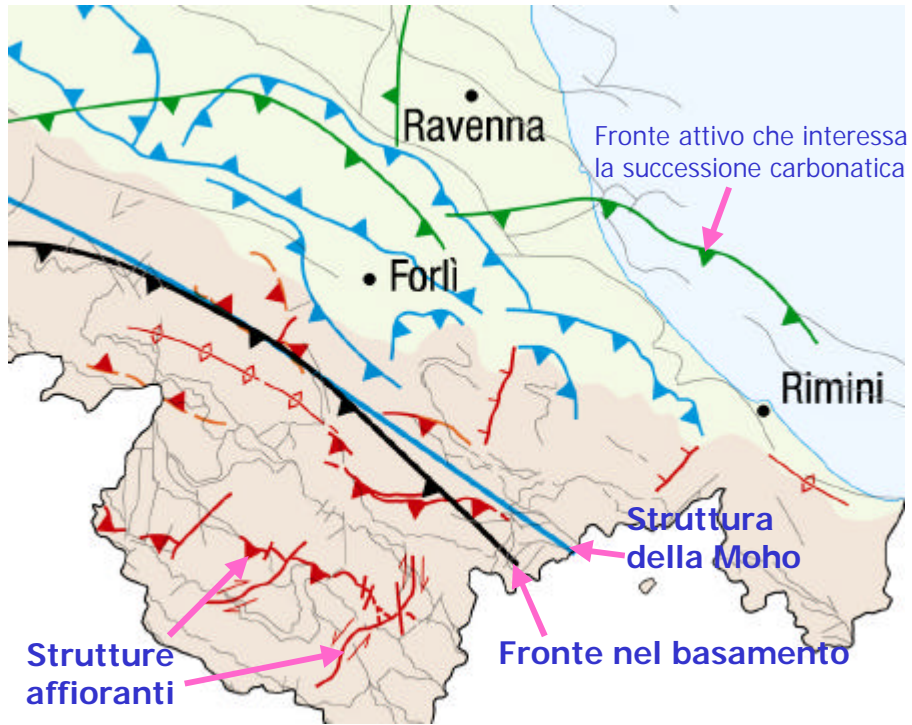 Ravenna
Fronte attivo che interessa
la successione carbonatica
Forlì
Rimini
Struttura
della Moho
Fronte nel basamento
Strutture
affioranti